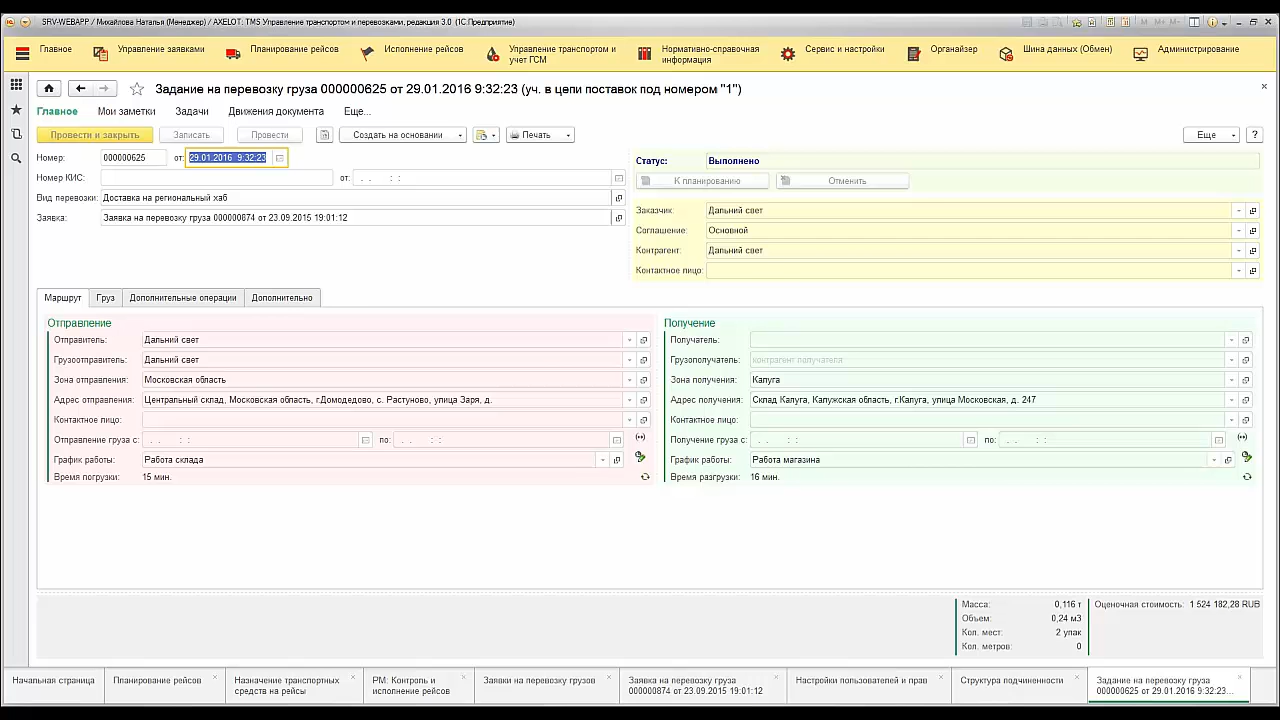 SRV-WEBAPP / Михайлова Наталья (Менеджер) / AXELOT: TMS Управление транспортом и перевозками, редакция 3.0 (1С:Предприятие)
M M+ M-
Главное
Управление заявками
Планирование рейсов
Исполнение рейсов
Управление транспортом и учет ГСМ
Нормативно-справочная информация
Сервис и настройки
Органайзер
Шина данных (Обмен)
Администрирование
Задание на перевозку груза 000000625 от 29.01.2016 9:32:23 (уч. в цепи поставок под номером "1")
Главное Мои заметки Задачи Движения документа Еще...
Провести и закрыть Записать Провести Создать на основании Печать Еще ?
Номер: 000000625 от: 29.01.2016 9:32:23
Номер КИС: от: . . : :
Вид перевозки: Доставка на региональный хаб
Заявка: Заявка на перевозку груза 000000874 от 23.09.2015 19:01:12
Статус: Выполнено
К планированию Отменить
Заказчик: Дальний свет
Соглашение: Основной
Контрагент: Дальний свет
Контактное лицо:
Маршрут Груз Дополнительные операции Дополнительно
Отправление
Отправитель: Дальний свет
Грузоотправитель: Дальний свет
Зона отправления: Московская область
Адрес отправления: Центральный склад, Московская область, г.Домодедово, с. Растуново, улица Заря, д.
Контактное лицо:
Отправление груза с: . . : : по: . . : :
График работы: Работа склада
Время погрузки: 15 мин.
Получение
Получатель:
Грузополучатель: контрагент получателя
Зона получения: Калуга
Адрес получения: Склад Калуга, Калужская область, г.Калуга, улица Московская, д. 247
Контактное лицо:
Получение груза с: . . : : по: . . : :
График работы: Работа магазина
Время разгрузки: 16 мин.
Масса: 0,116 т
Объем: 0,24 м3
Кол. мест: 2 упак
Кол. метров: 0
Оценочная стоимость: 1 524 182,28 RUB
Начальная страница
Планирование рейсов
Назначение транспортных средств на рейсы
РМ: Контроль и исполнение рейсов
Заявки на перевозку грузов
Заявка на перевозку груза 000000874 от 23.09.2015 19:01:12
Настройки пользователей и прав
Структура подчиненности
Задание на перевозку груза 000000625 от 29.01.2016 9:32:23...